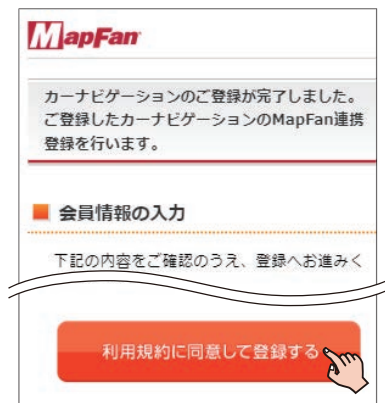 MapFan
カーナビゲーションのご登録が完了しました。
ご登録したカーナビゲーションのMapFan連携
登録を行います。
会員情報の入力
下記の内容をご確認のうえ、登録へお進みく
利用規約に同意して登録する